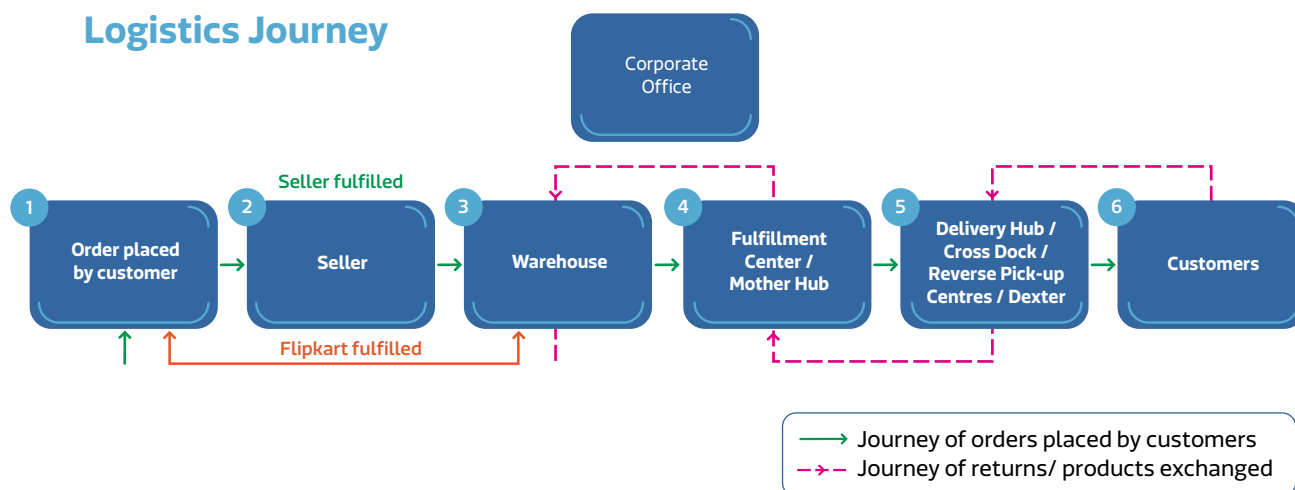 Logistics Journey
Corporate
Office
Seller fulfilled
1
Order placed
by customer
2
Seller
3
Warehouse
4
Fulfillment
Center /
Mother Hub
5
Delivery Hub /
Cross Dock /
Reverse Pick-up
Centres / Dexter
6
Customers
Flipkart fulfilled
Journey of orders placed by customers
Journey of returns/ products exchanged